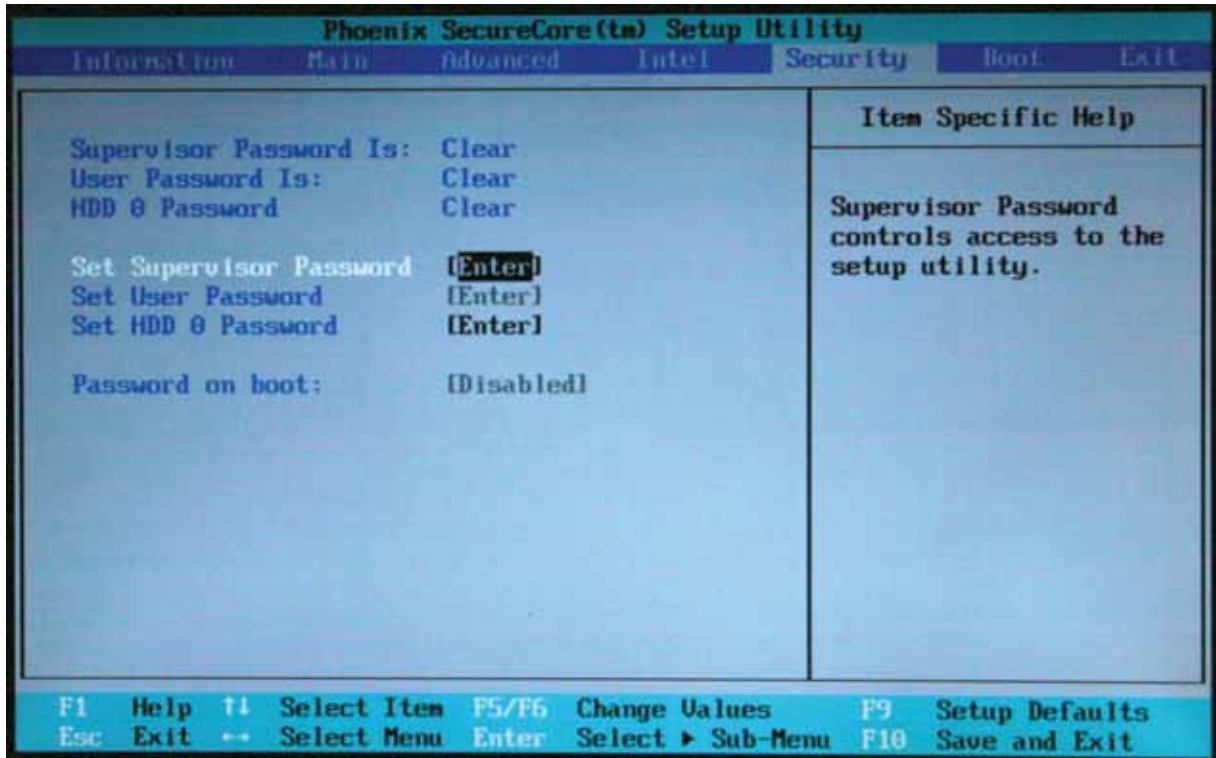 Phoenix SecureCore(tm) Setup Utility
Information Main Advanced Intel Security Boot Exit
Item Specific Help
Supervisor Password Is: Clear
User Password Is: Clear
HDD 0 Password Clear
Supervisor Password
controls access to the
setup utility.
Set Supervisor Password [Enter]
Set User Password [Enter]
Set HDD 0 Password [Enter]
Password on boot: [Disabled]
F1 Help ↑↓ Select Item F5/F6 Change Values F9 Setup Defaults
Esc Exit ↔ Select Menu Enter Select ▶ Sub-Menu F10 Save and Exit